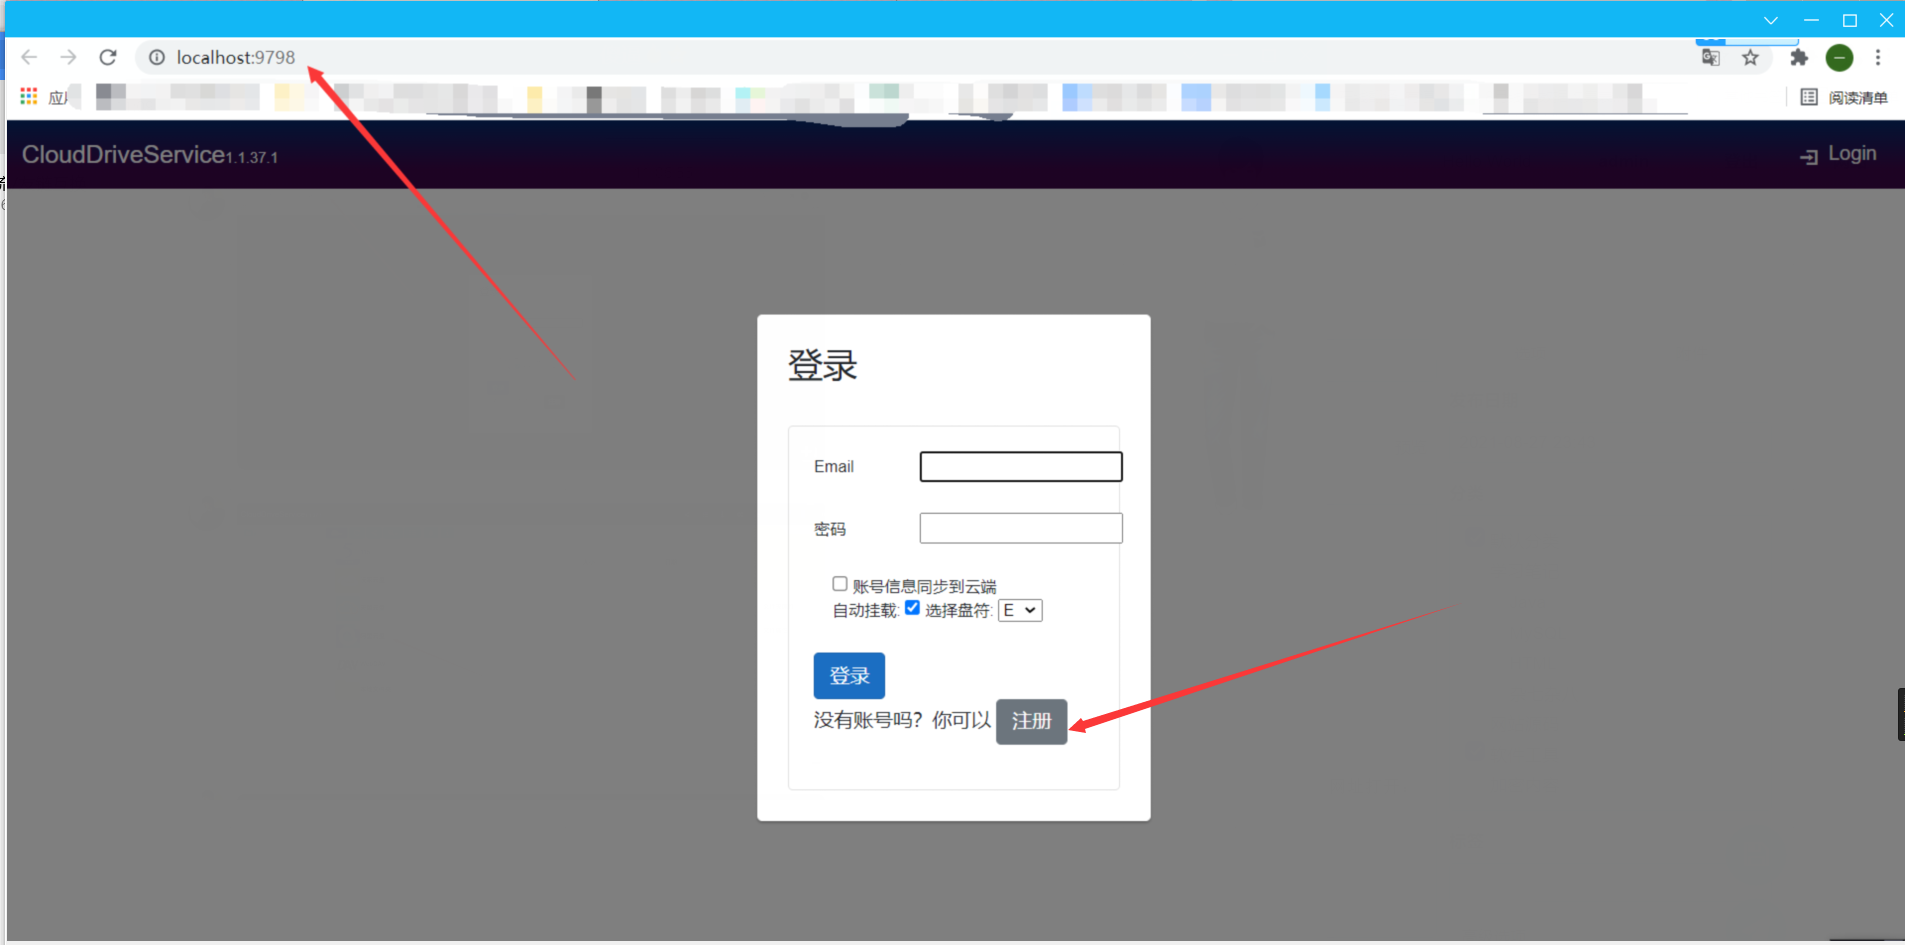 localhost:9798
阅读清单
CloudDriveService1.1.37.1
Login
登录
Email
密码
账号信息同步到云端
自动挂载: 选择盘符: E
登录
没有账号吗? 你可以 注册